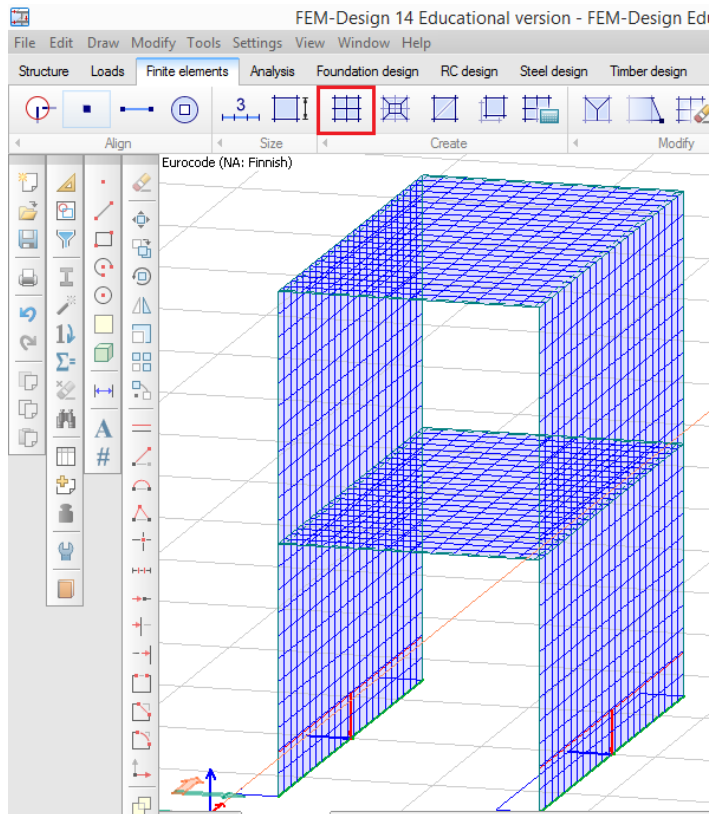 FEM-Design 14 Educational version - FEM-Design Edu
File Edit Draw Modify Tools Settings View Window Help
Structure Loads Finite elements Analysis Foundation design RC design Steel design Timber design
3
Align Size Create Modify
Eurocode (NA: Finnish)
1
Σ=
A
#